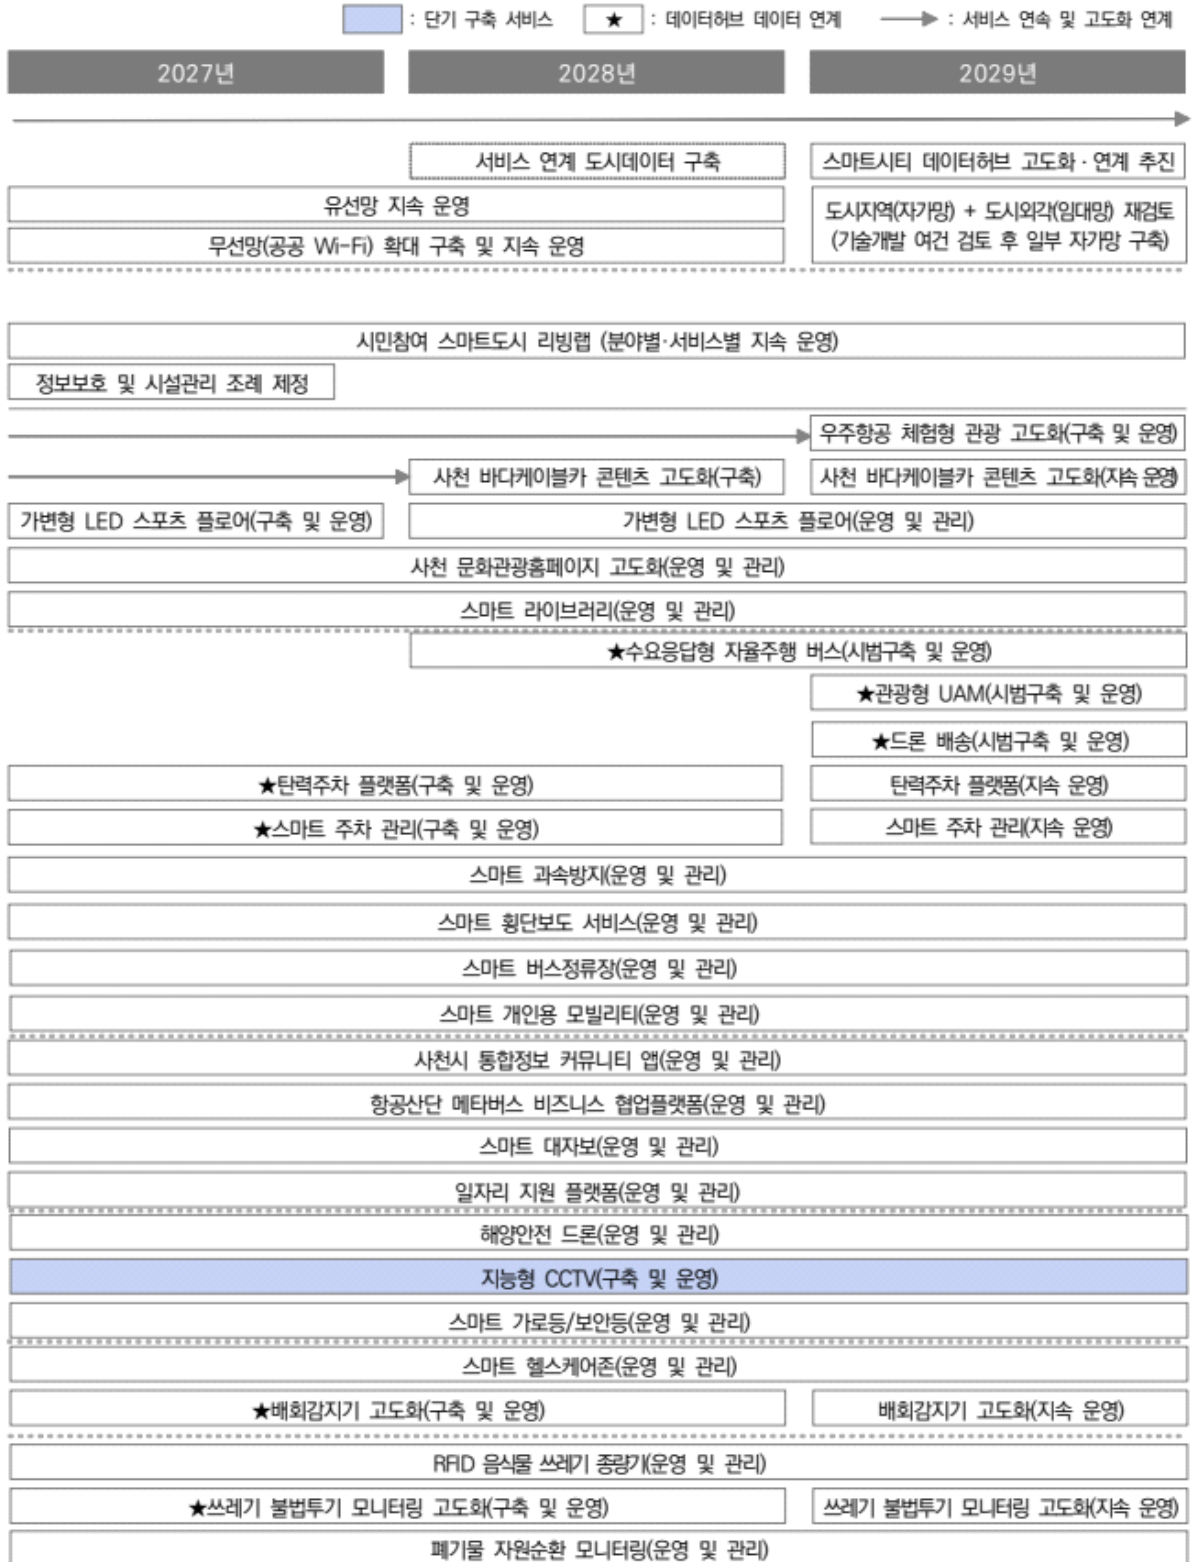 : 단기 구축 서비스 ★ : 데이터허브 데이터 연계 : 서비스 연속 및 고도화 연계
2027년 2028년 2029년
서비스 연계 도시데이터 구축 스마트시티 데이터허브 고도화·연계 추진
유선망 지속 운영
도시지역(자가망) + 도시외곽(임대망) 재검토
(기술개발 여건 검토 후 일부 자가망 구축)
무선망(공공 Wi-Fi) 확대 구축 및 지속 운영
시민참여 스마트도시 리빙랩 (분야별·서비스별 지속 운영)
정보보호 및 시설관리 조례 제정
우주항공 체험형 관광 고도화(구축 및 운영)
사천 바다케이블카 콘텐츠 고도화(구축) 사천 바다케이블카 콘텐츠 고도화(지속 운영)
가변형 LED 스포츠 플로어(구축 및 운영) 가변형 LED 스포츠 플로어(운영 및 관리)
사천 문화관광홈페이지 고도화(운영 및 관리)
스마트 라이브러리(운영 및 관리)
★수요응답형 자율주행 버스(시범구축 및 운영)
★관광형 UAM(시범구축 및 운영)
★드론 배송(시범구축 및 운영)
★탄력주차 플랫폼(구축 및 운영) 탄력주차 플랫폼(지속 운영)
★스마트 주차 관리(구축 및 운영) 스마트 주차 관리(지속 운영)
스마트 과속방지(운영 및 관리)
스마트 횡단보도 서비스(운영 및 관리)
스마트 버스정류장(운영 및 관리)
스마트 개인용 모빌리티(운영 및 관리)
사천시 통합정보 커뮤니티 앱(운영 및 관리)
항공산단 메타버스 비즈니스 협업플랫폼(운영 및 관리)
스마트 대자보(운영 및 관리)
일자리 지원 플랫폼(운영 및 관리)
해양안전 드론(운영 및 관리)
지능형 CCTV(구축 및 운영)
스마트 가로등/보안등(운영 및 관리)
스마트 헬스케어존(운영 및 관리)
★배회감지기 고도화(구축 및 운영) 배회감지기 고도화(지속 운영)
RFID 음식물 쓰레기 종량기(운영 및 관리)
★쓰레기 불법투기 모니터링 고도화(구축 및 운영) 쓰레기 불법투기 모니터링 고도화(지속 운영)
폐기물 자원순환 모니터링(운영 및 관리)